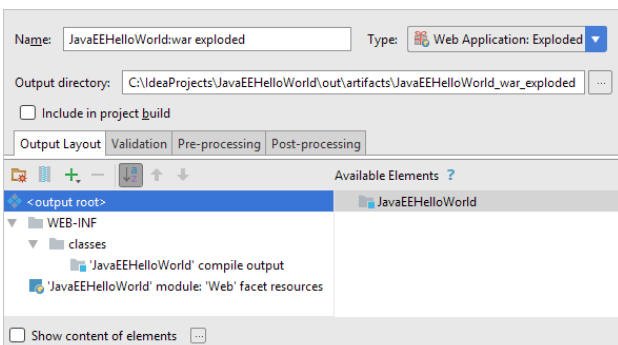 Name: JavaEEHelloWorld:war exploded Type: Web Application: Exploded
Output directory: C:\IdeaProjects\JavaEEHelloWorld\out\artifacts\JavaEEHelloWorld_war_exploded ...
Include in project build
Output Layout Validation Pre-processing Post-processing
Available Elements ?
<output root> JavaEEHelloWorld
WEB-INF
classes
'JavaEEHelloWorld' compile output
'JavaEEHelloWorld' module: 'Web' facet resources
Show content of elements ...